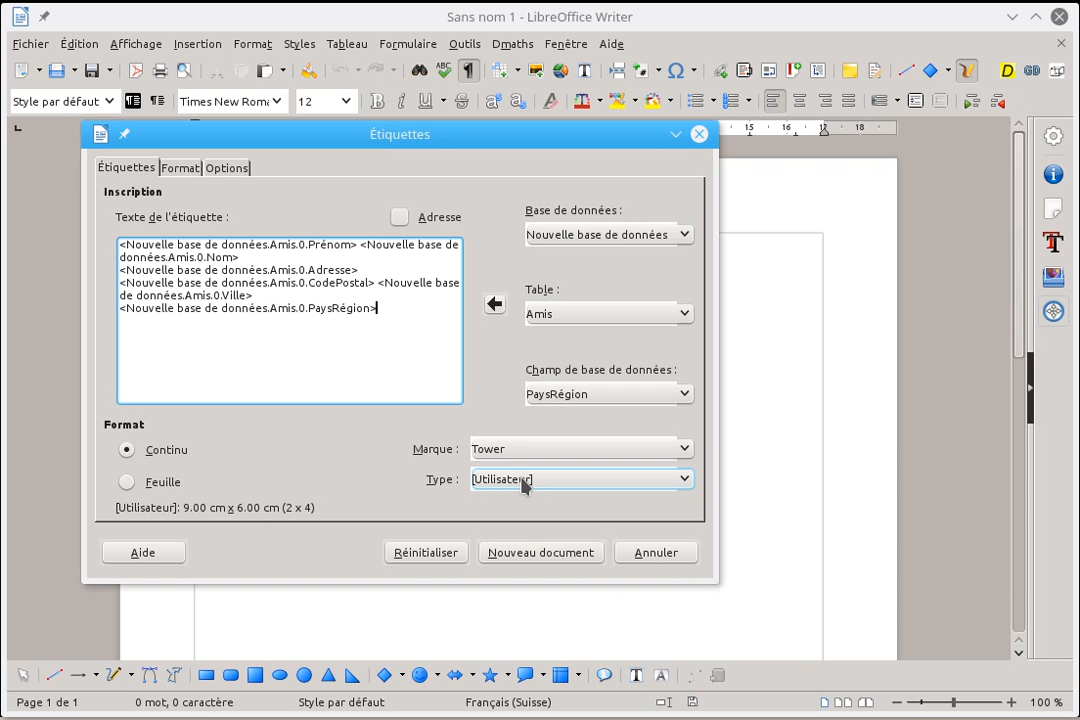 Sans nom 1 - LibreOffice Writer
Fichier Édition Affichage Insertion Format Styles Tableau Formulaire Outils Dmaths Fenêtre Aide
Style par défaut Times New Roma 12
15 16 17 18
Étiquettes
Étiquettes Format Options
Inscription
Texte de l'étiquette : Adresse
<Nouvelle base de données.Amis.0.Prénom> <Nouvelle base de
données.Amis.0.Nom>
<Nouvelle base de données.Amis.0.Adresse>
<Nouvelle base de données.Amis.0.CodePostal> <Nouvelle base
de données.Amis.0.Ville>
<Nouvelle base de données.Amis.0.PaysRégion>
Base de données :
Nouvelle base de données
Table :
Amis
Champ de base de données :
PaysRégion
Format
Continu
Feuille
Marque : Tower
Type : [Utilisateur]
[Utilisateur]: 9.00 cm x 6.00 cm (2 x 4)
Aide Réinitialiser Nouveau document Annuler
Page 1 de 1 0 mot, 0 caractère Style par défaut Français (Suisse) 100 %